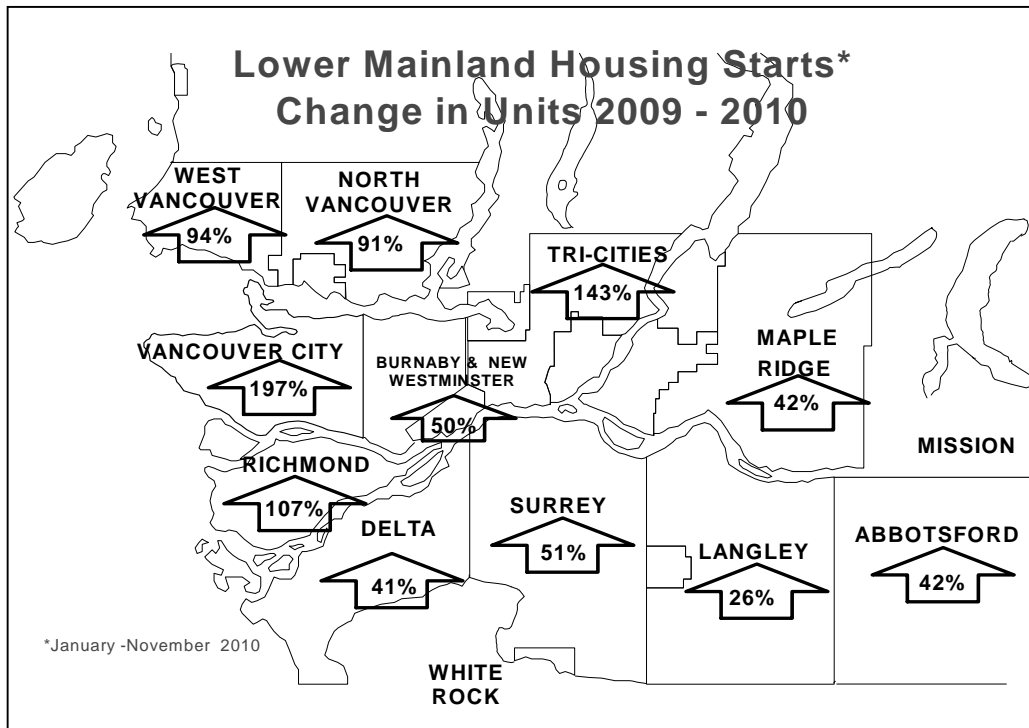 Lower Mainland Housing Starts*
Change in Units 2009 - 2010
WEST
VANCOUVER
94%
NORTH
VANCOUVER
91%
TRI-CITIES
143%
VANCOUVER CITY
197%
BURNABY & NEW
WESTMINSTER
50%
MAPLE
RIDGE
42%
MISSION
RICHMOND
107%
DELTA
41%
SURREY
51%
LANGLEY
26%
ABBOTSFORD
42%
*January -November 2010
WHITE
ROCK